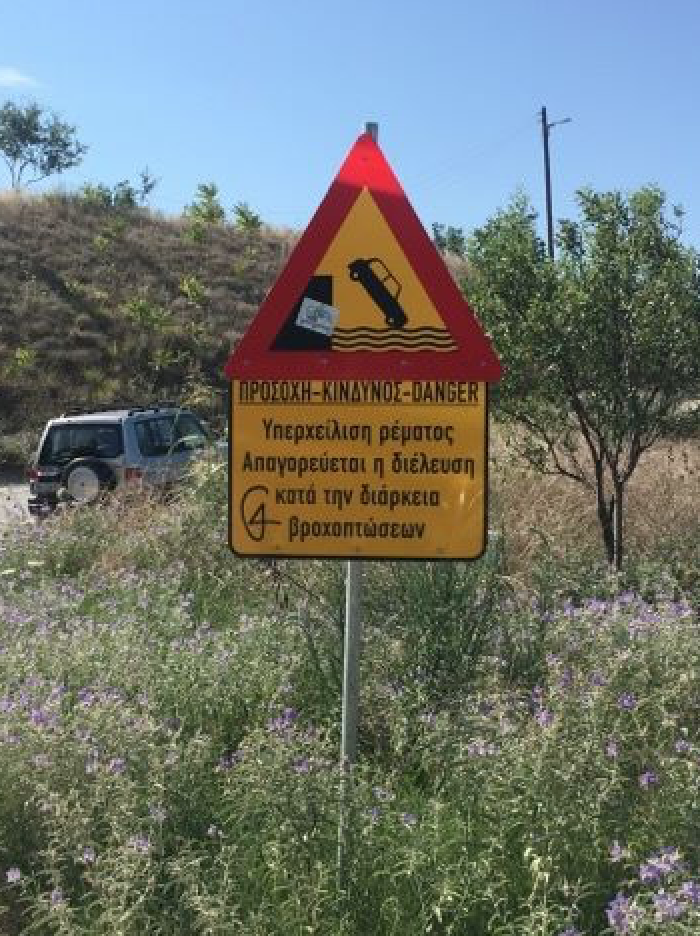 ΠΡΟΣΟΧΗ-ΚΙΝΔΥΝΟΣ-DANGER
Υπερχείλιση ρέματος
Απαγορεύεται η διέλευση
κατά την διάρκεια
βροχοπτώσεων